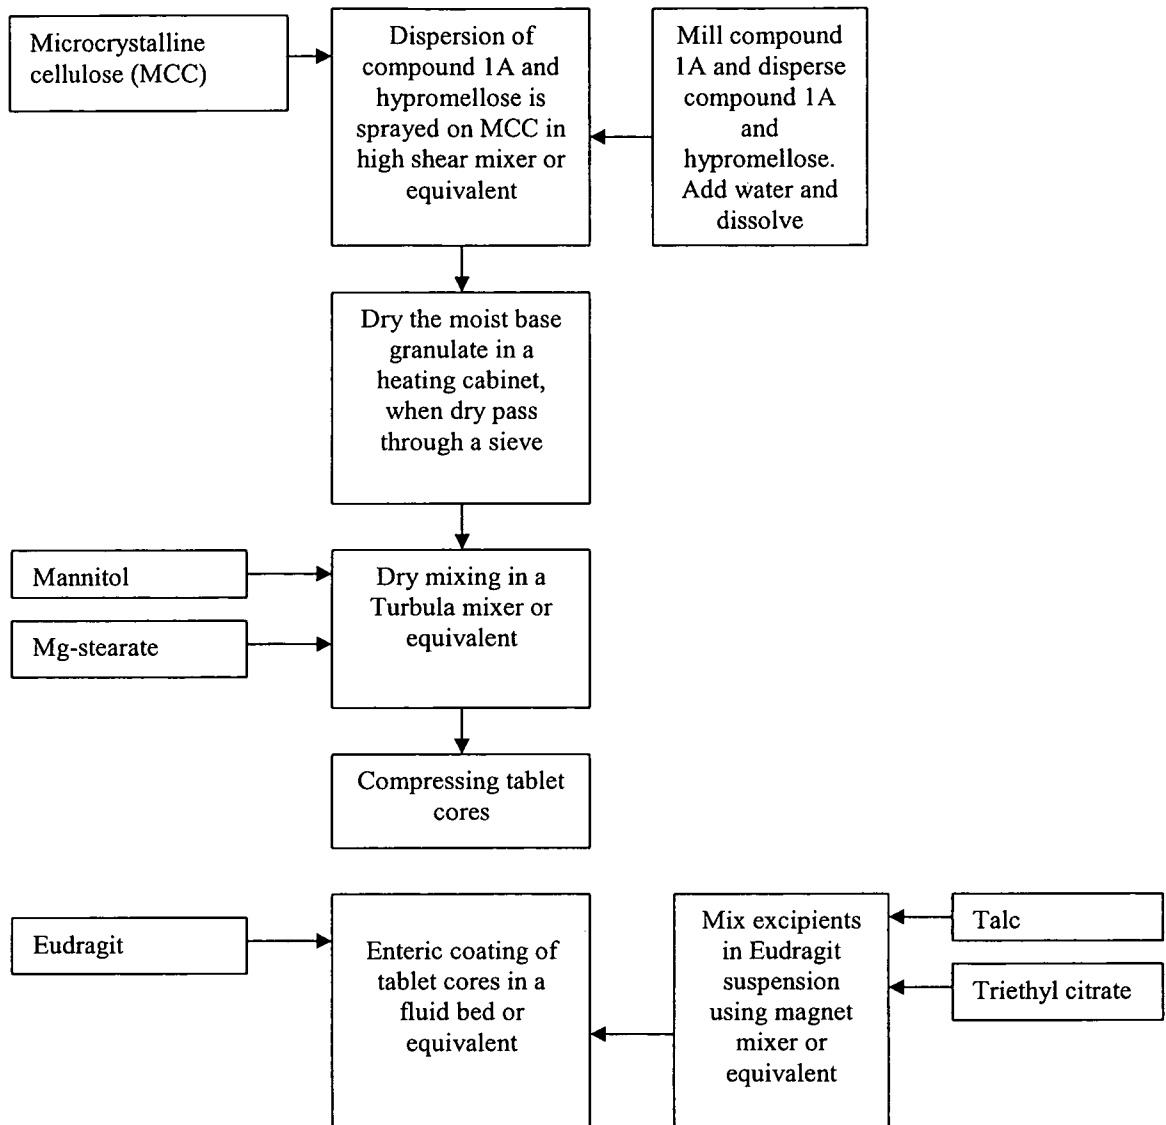 Microcrystalline
cellulose (MCC)
Dispersion of
compound 1A and
hypromellose is
sprayed on MCC in
high shear mixer or
equivalent
Mill compound
1A and disperse
compound 1A
and
hypromellose.
Add water and
dissolve
Dry the moist base
granulate in a
heating cabinet,
when dry pass
through a sieve
Mannitol
Mg-stearate
Dry mixing in a
Turbula mixer or
equivalent
Compressing tablet
cores
Eudragit
Enteric coating of
tablet cores in a
fluid bed or
equivalent
Mix excipients
in Eudragit
suspension
using magnet
mixer or
equivalent
Talc
Triethyl citrate